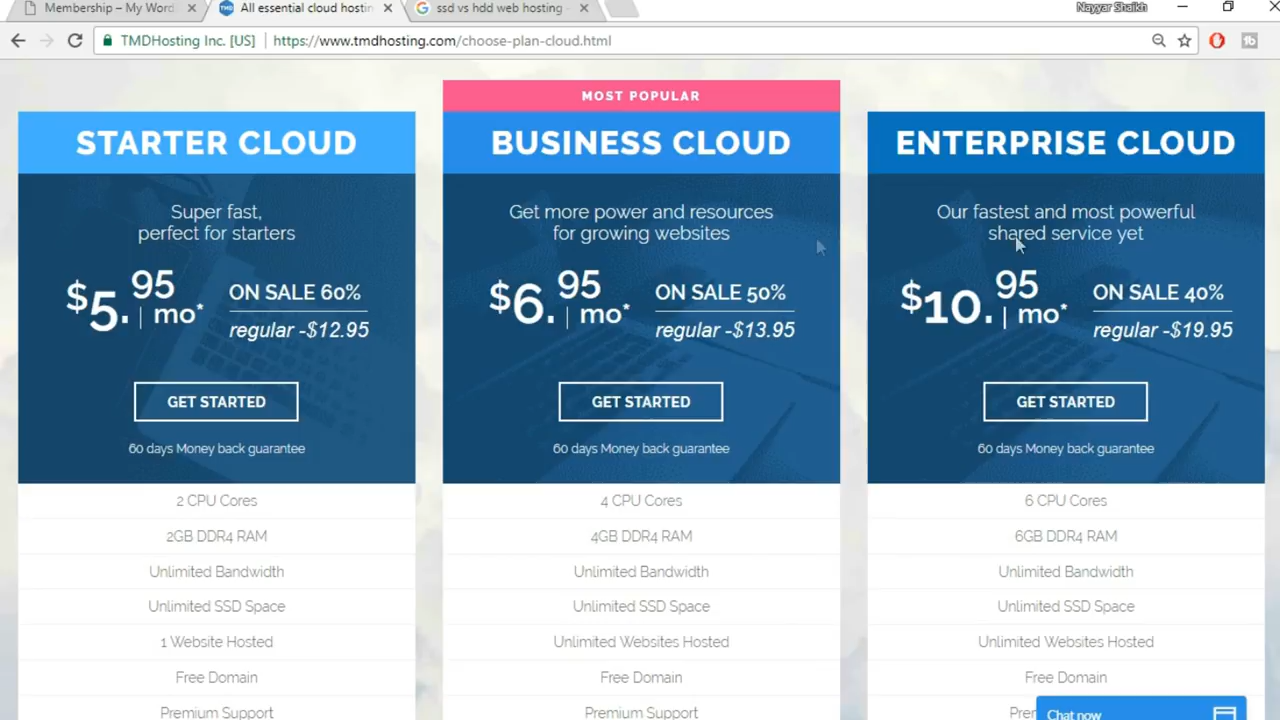 Membership – My Word
All essential cloud hostin
ssd vs hdd web hosting -
Nayyar Shaikh
TMDHosting Inc. [US]
https://www.tmdhosting.com/choose-plan-cloud.html
MOST POPULAR
STARTER CLOUD
Super fast,
perfect for starters
$5.95 | mo*
ON SALE 60%
regular -$12.95
GET STARTED
60 days Money back guarantee
2 CPU Cores
2GB DDR4 RAM
Unlimited Bandwidth
Unlimited SSD Space
1 Website Hosted
Free Domain
Premium Support
BUSINESS CLOUD
Get more power and resources
for growing websites
$6.95 | mo*
ON SALE 50%
regular -$13.95
GET STARTED
60 days Money back guarantee
4 CPU Cores
4GB DDR4 RAM
Unlimited Bandwidth
Unlimited SSD Space
Unlimited Websites Hosted
Free Domain
Premium Support
ENTERPRISE CLOUD
Our fastest and most powerful
shared service yet
$10.95 | mo*
ON SALE 40%
regular -$19.95
GET STARTED
60 days Money back guarantee
6 CPU Cores
6GB DDR4 RAM
Unlimited Bandwidth
Unlimited SSD Space
Unlimited Websites Hosted
Free Domain
Pre
Chat now